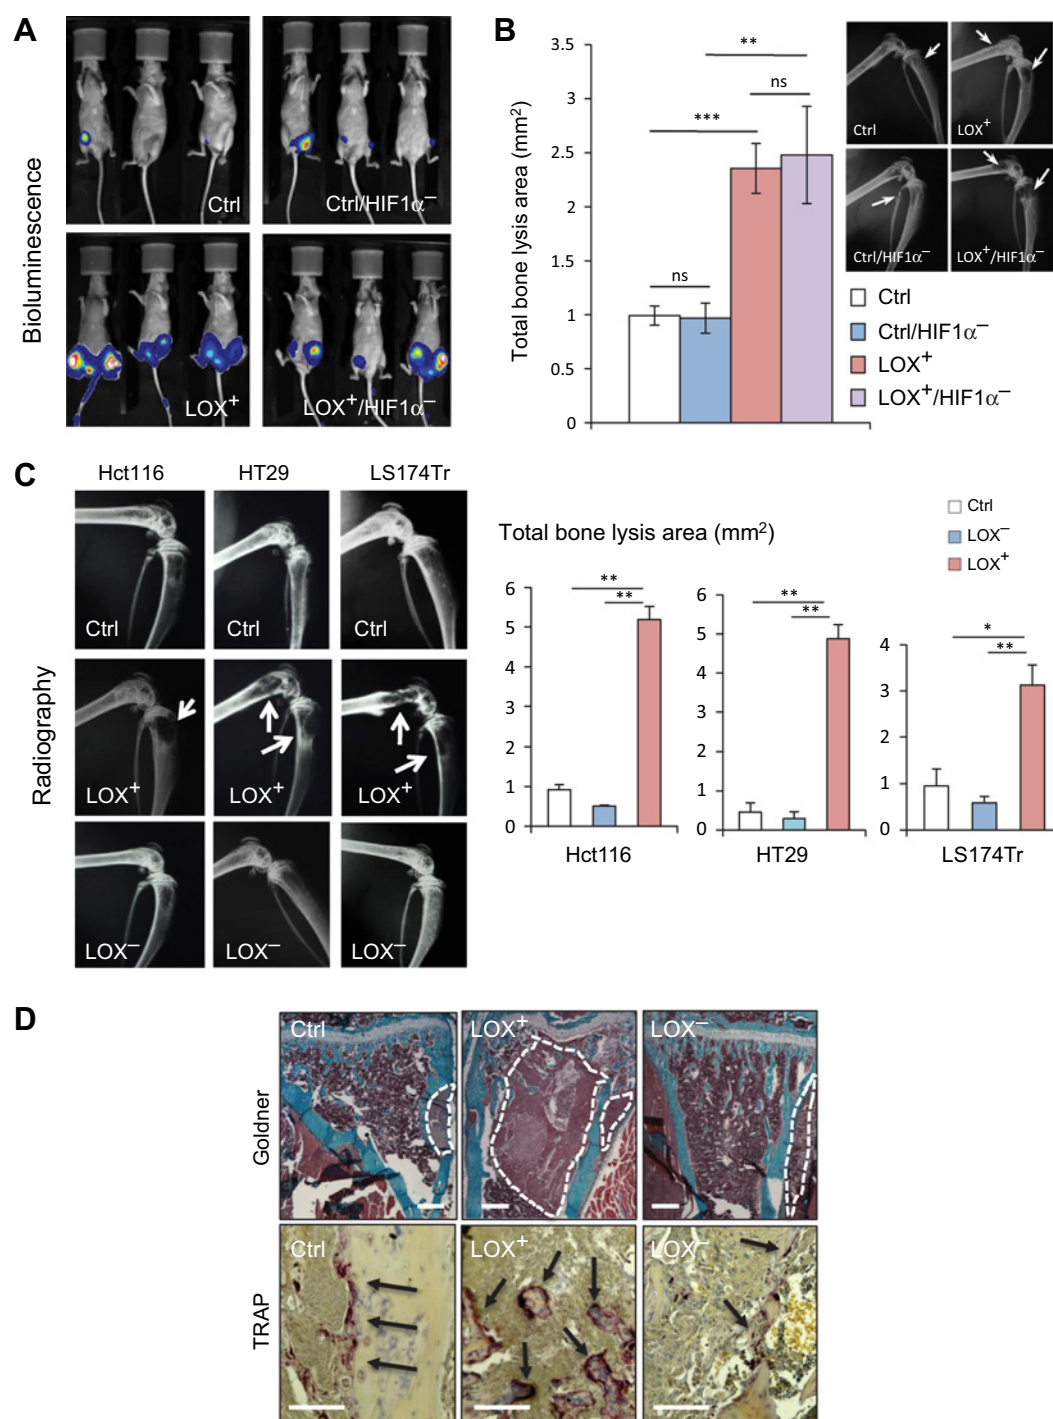 A
Bioluminescence
Ctrl
Ctrl/HIF1α⁻
LOX⁺
LOX⁺/HIF1α⁻
B
Total bone lysis area (mm²)
3.5
3
2.5
2
1.5
1
0.5
0
ns
***
ns
**
Ctrl
LOX⁺
Ctrl/HIF1α⁻
LOX⁺/HIF1α⁻
Ctrl
Ctrl/HIF1α⁻
LOX⁺
LOX⁺/HIF1α⁻
C
Radiography
Hct116
HT29
LS174Tr
Ctrl
Ctrl
Ctrl
LOX⁺
LOX⁺
LOX⁺
LOX⁻
LOX⁻
LOX⁻
Total bone lysis area (mm²)
Ctrl
LOX⁻
LOX⁺
6
5
4
3
2
1
0
**
**
Hct116
6
5
4
3
2
1
0
**
**
HT29
4
3
2
1
0
*
**
LS174Tr
D
Goldner
Ctrl
LOX⁺
LOX⁻
TRAP
Ctrl
LOX⁺
LOX⁻